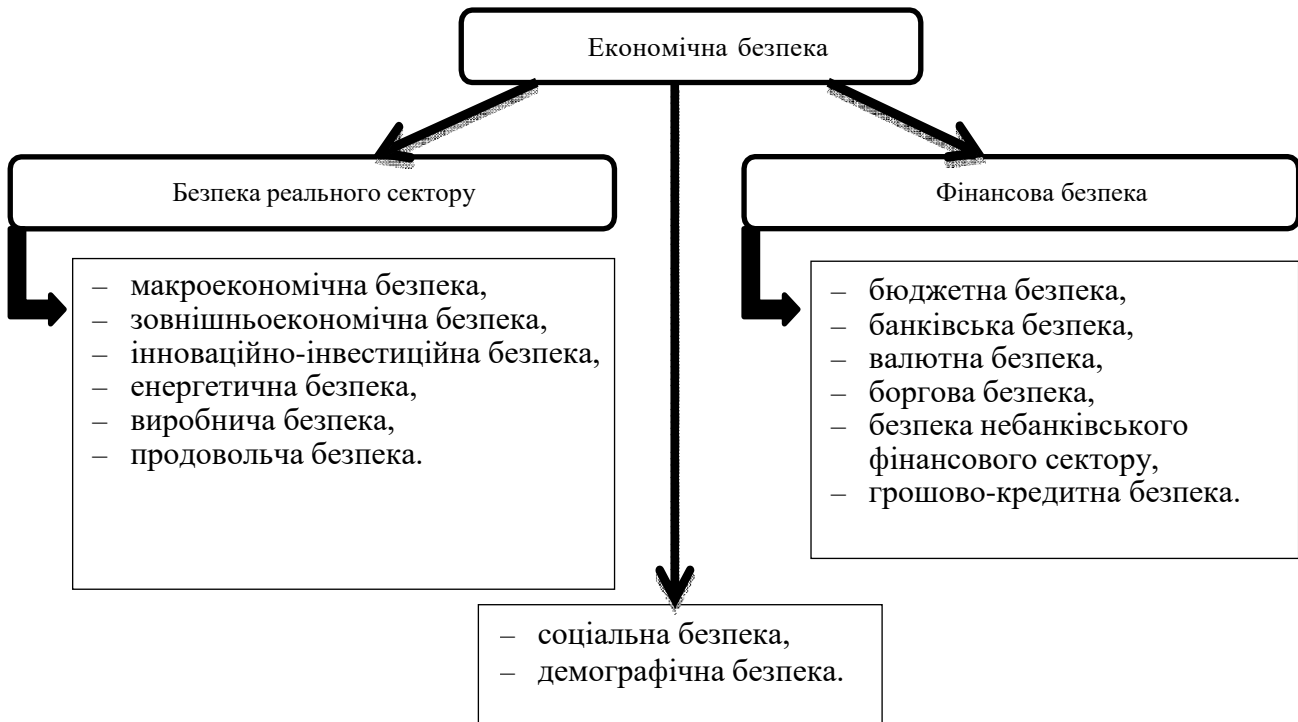 Економічна безпека
Безпека реального сектору
Фінансова безпека
– макроекономічна безпека,
– зовнішньоекономічна безпека,
– інноваційно-інвестиційна безпека,
– енергетична безпека,
– виробнича безпека,
– продовольча безпека.
– бюджетна безпека,
– банківська безпека,
– валютна безпека,
– боргова безпека,
– безпека небанківського
фінансового сектору,
– грошово-кредитна безпека.
– соціальна безпека,
– демографічна безпека.